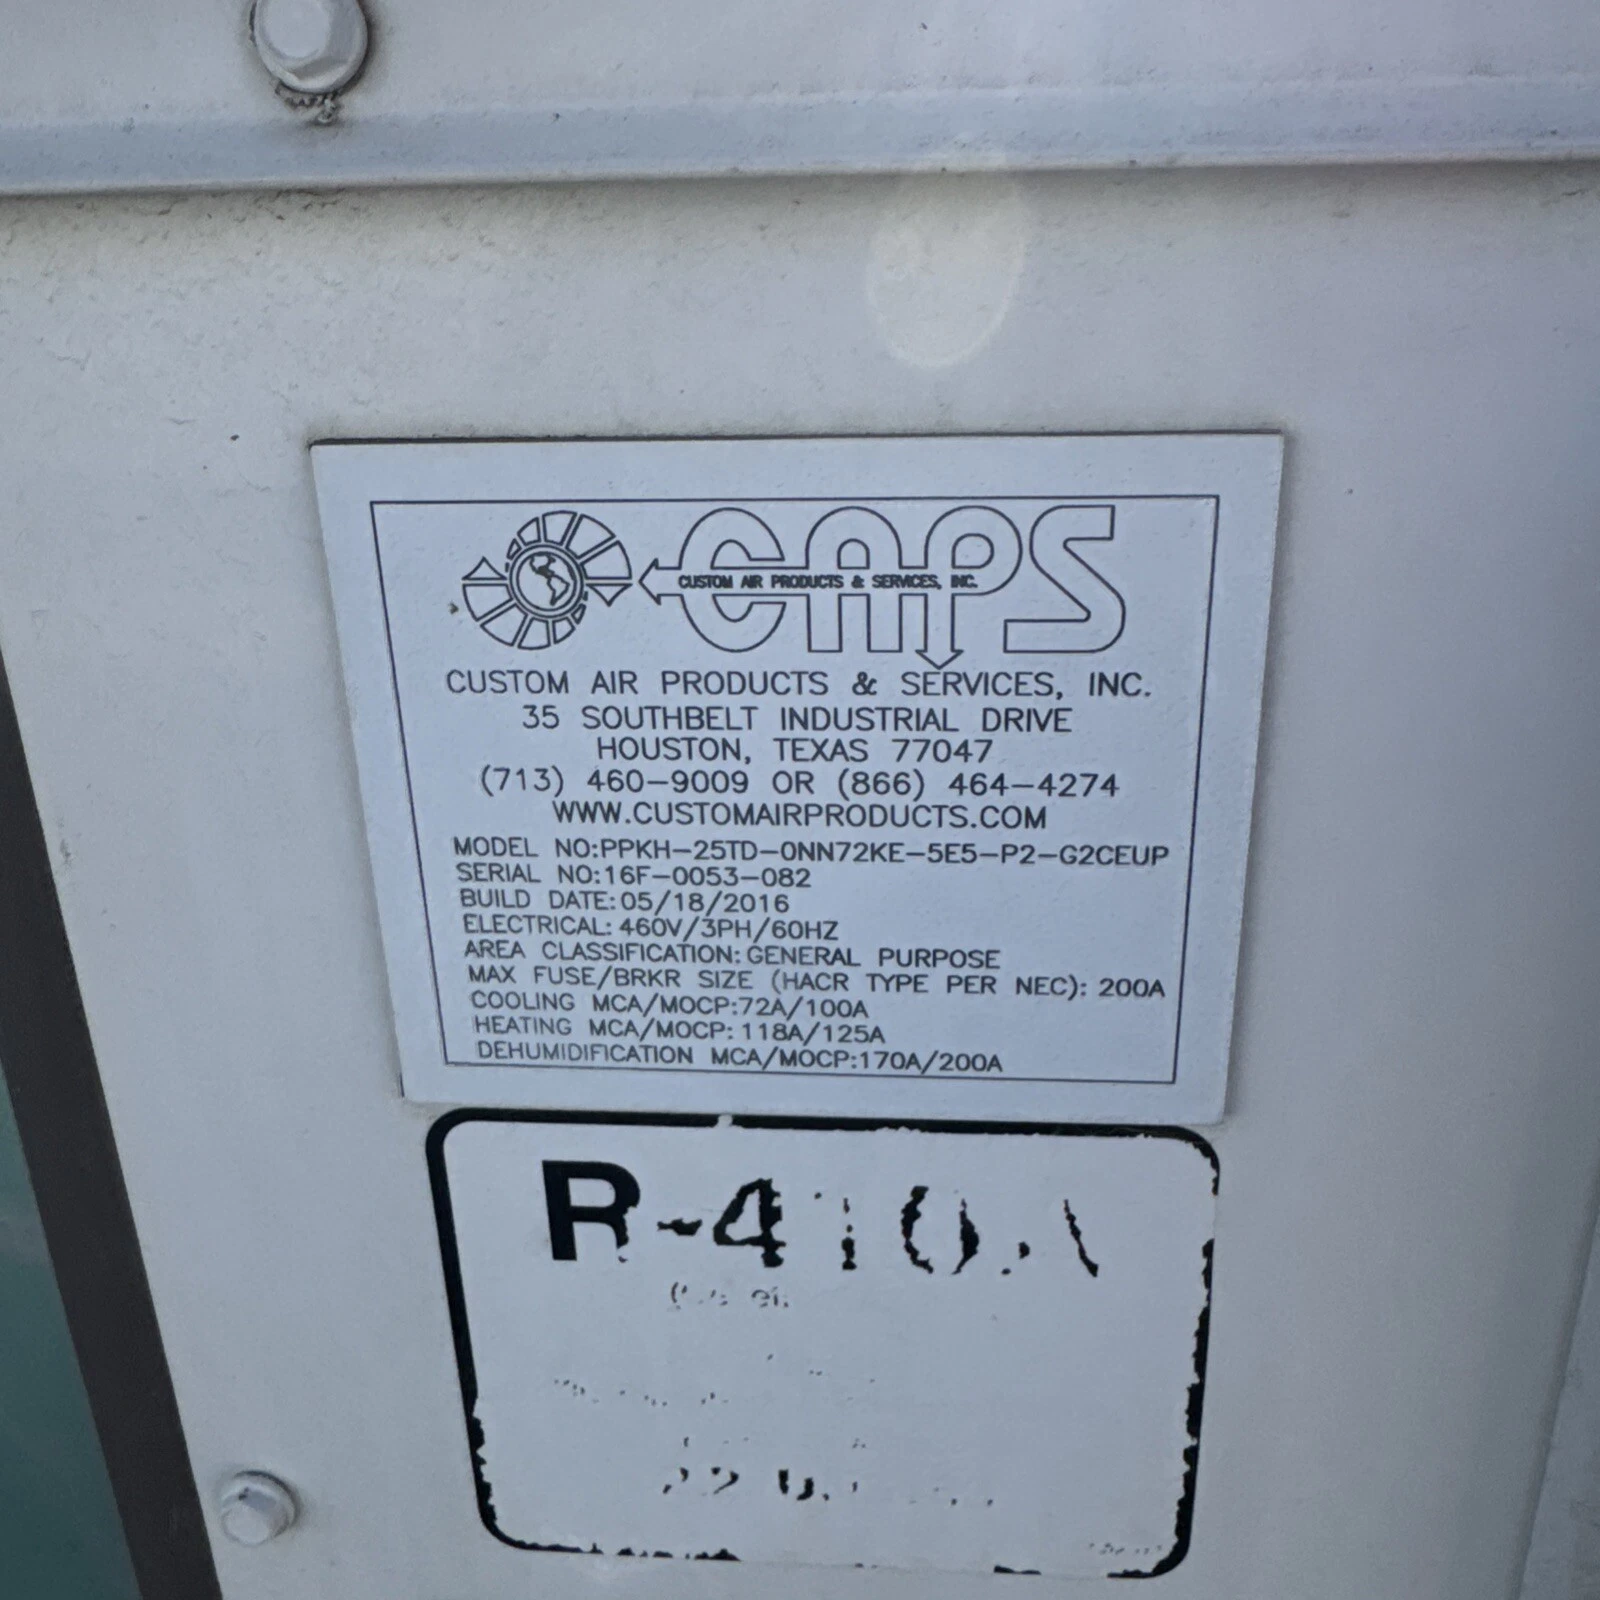 CAPS
CUSTOM AIR PRODUCTS & SERVICES, INC.
CUSTOM AIR PRODUCTS & SERVICES, INC.
35 SOUTHBELT INDUSTRIAL DRIVE
HOUSTON, TEXAS 77047
(713) 460-9009 OR (866) 464-4274
WWW.CUSTOMAIRPRODUCTS.COM
MODEL NO:PPKH-25TD-0NN72KE-5E5-P2-G2CEUP
SERIAL NO:16F-0053-082
BUILD DATE:05/18/2016
ELECTRICAL: 460V/3PH/60HZ
AREA CLASSIFICATION: GENERAL PURPOSE
MAX FUSE/BRKR SIZE (HACR TYPE PER NEC): 200A
COOLING MCA/MOCP:72A/100A
HEATING MCA/MOCP: 118A/125A
DEHUMIDIFICATION MCA/MOCP:170A/200A
R-410A